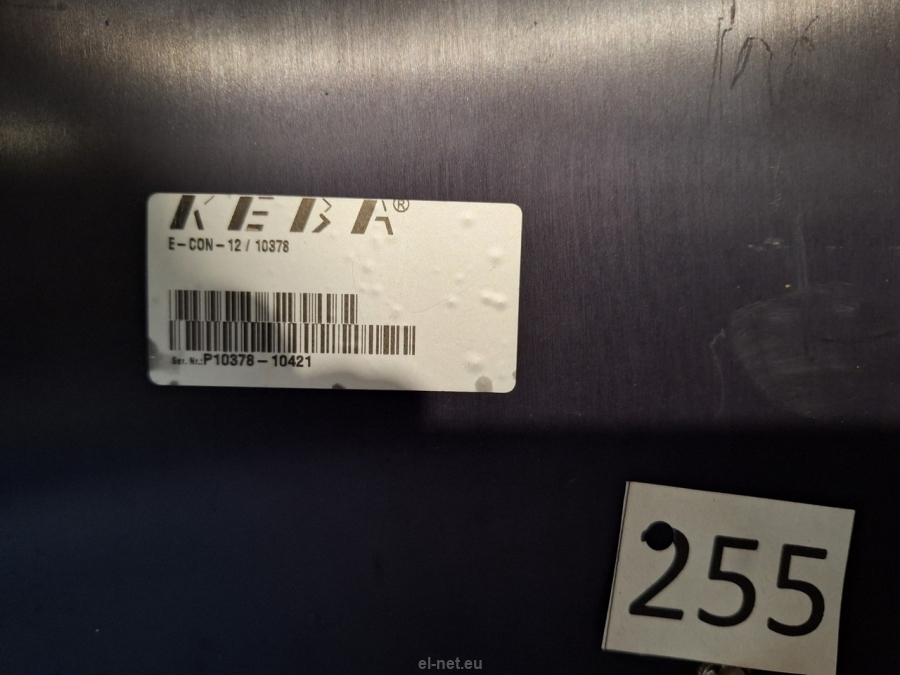 KEBA®
E-CON-12 / 10378
Ser. Nr.:P10378-10421
255
el-net.eu